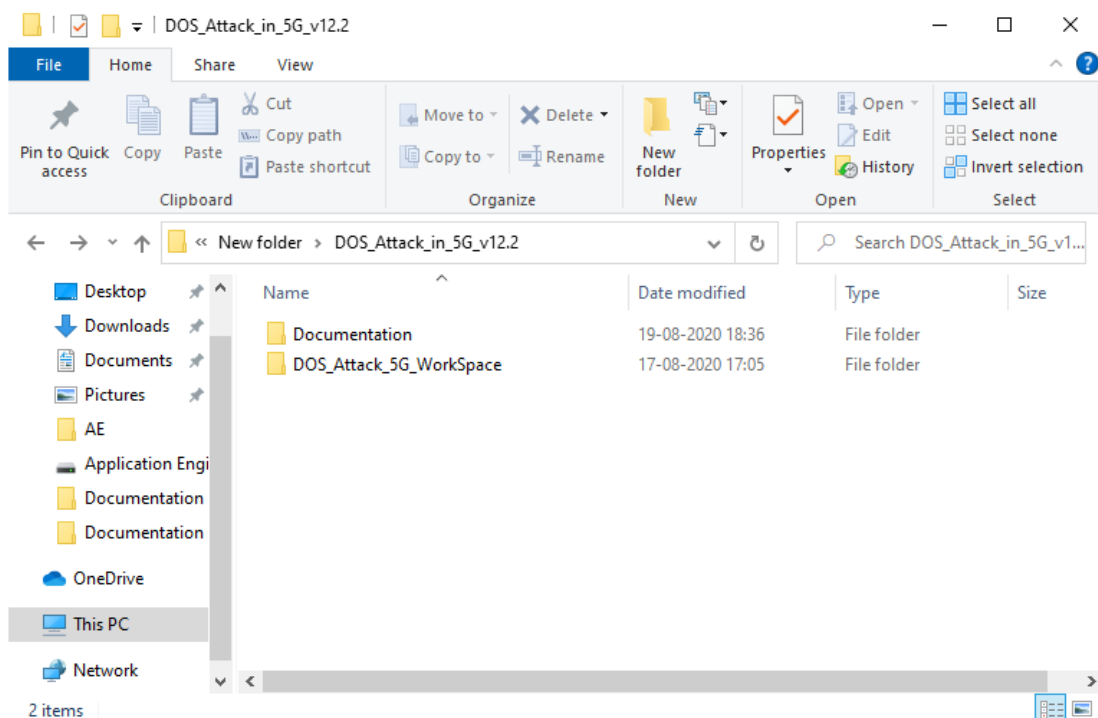 DOS_Attack_in_5G_v12.2
File Home Share View
Pin to Quick access
Copy
Paste
Cut
Copy path
Paste shortcut
Clipboard
Move to
Copy to
Delete
Rename
Organize
New folder
New
Properties
Open
Edit
History
Open
Select all
Select none
Invert selection
Select
« New folder › DOS_Attack_in_5G_v12.2
Search DOS_Attack_in_5G_v1...
Desktop
Downloads
Documents
Pictures
AE
Application Engi
Documentation
Documentation
OneDrive
This PC
Network
Name Date modified Type Size
Documentation 19-08-2020 18:36 File folder
DOS_Attack_5G_WorkSpace 17-08-2020 17:05 File folder
2 items